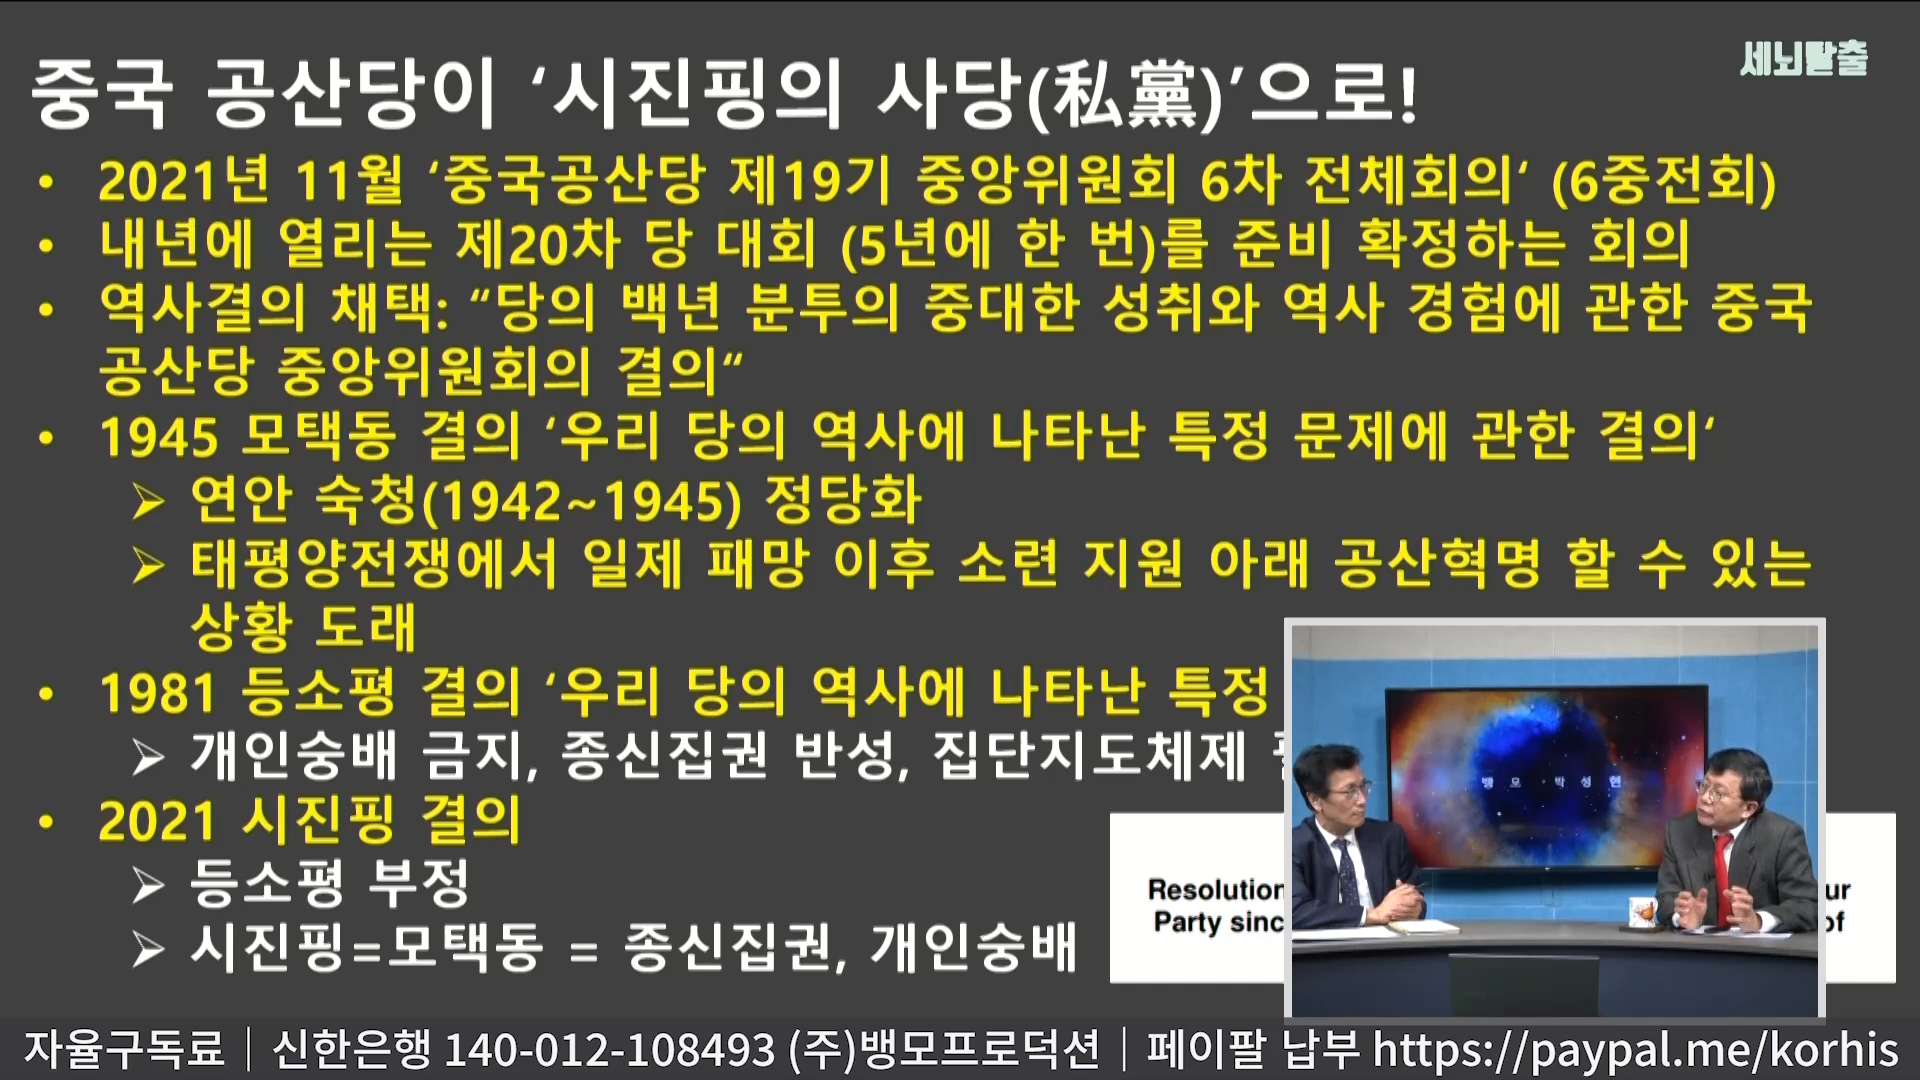 세뇌탈출
중국 공산당이 ‘시진핑의 사당(私黨)’으로!
• 2021년 11월 ‘중국공산당 제19기 중앙위원회 6차 전체회의‘ (6중전회)
• 내년에 열리는 제20차 당 대회 (5년에 한 번)를 준비 확정하는 회의
• 역사결의 채택: “당의 백년 분투의 중대한 성취와 역사 경험에 관한 중국
공산당 중앙위원회의 결의“
• 1945 모택동 결의 ‘우리 당의 역사에 나타난 특정 문제에 관한 결의‘
➢ 연안 숙청(1942~1945) 정당화
➢ 태평양전쟁에서 일제 패망 이후 소련 지원 아래 공산혁명 할 수 있는
상황 도래
• 1981 등소평 결의 ‘우리 당의 역사에 나타난 특정
➢ 개인숭배 금지, 종신집권 반성, 집단지도체제
• 2021 시진핑 결의
➢ 등소평 부정
➢ 시진핑=모택동 = 종신집권, 개인숭배
Resolution
Party sinc
of
뱅모 박성현
자율구독료│신한은행 140-012-108493 (주)뱅모프로덕션│페이팔 납부 https://paypal.me/korhis